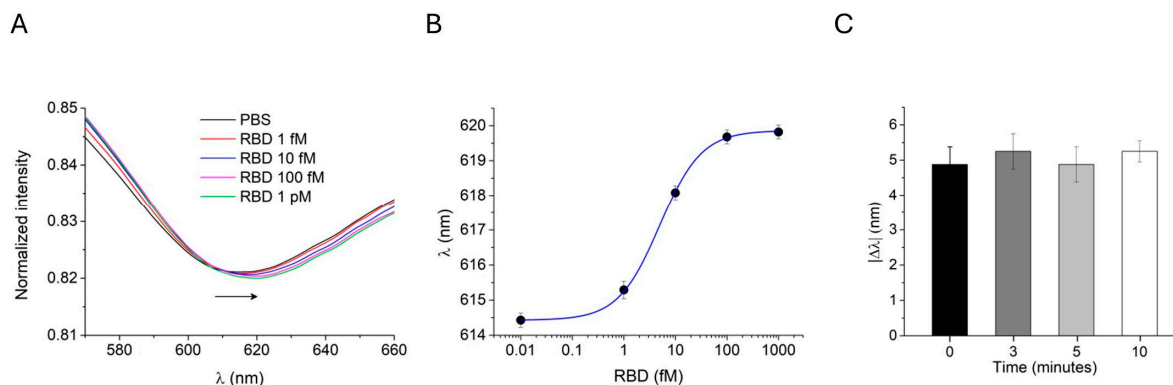 A
B
C
0.85
0.84
0.83
0.82
0.81
Normalized intensity
PBS
RBD 1 fM
RBD 10 fM
RBD 100 fM
RBD 1 pM
580 600 620 640 660
λ (nm)
620
619
618
617
616
615
614
λ (nm)
0.01 0.1 1 10 100 1000
RBD (fM)
6
5
4
3
2
1
0
|Δλ| (nm)
0 3 5 10
Time (minutes)